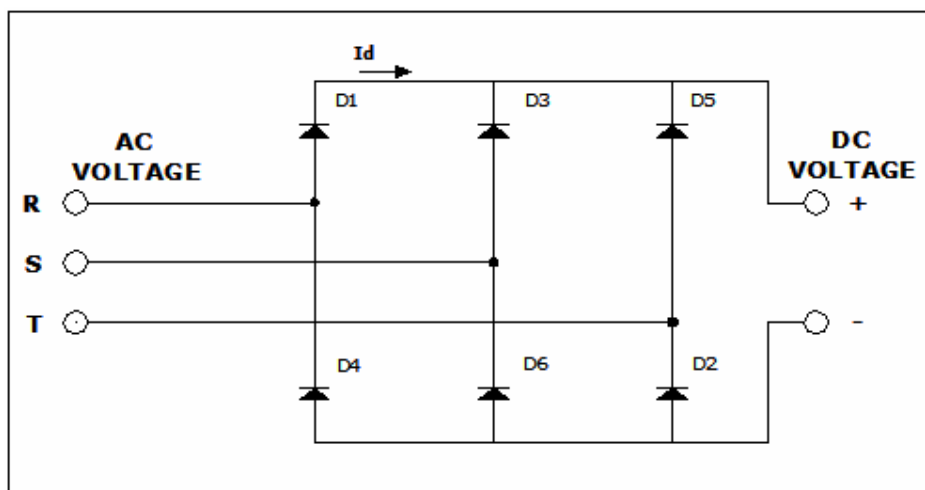 Id
D1
D3
D5
AC
VOLTAGE
DC
VOLTAGE
R
+
S
T
-
D4
D6
D2